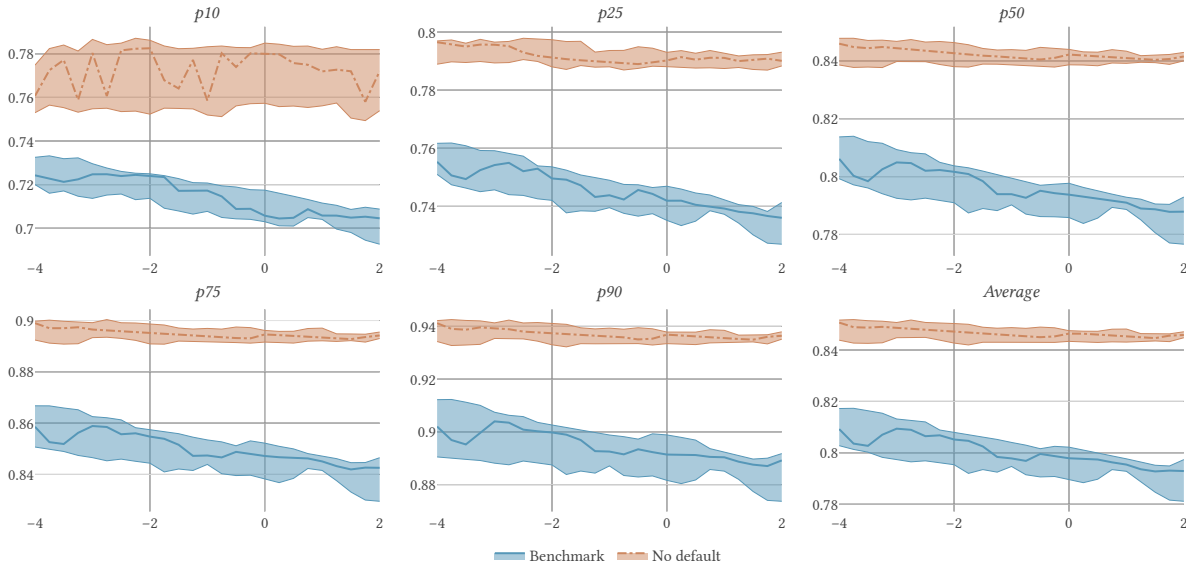 p10 p25 p50
0.78 0.8 0.84
0.76 0.78 0.82
0.74 0.76 0.8
0.72 0.74 0.78
0.7
−4 −2 0 2 −4 −2 0 2 −4 −2 0 2
p75 p90 Average
0.9 0.94 0.84
0.88 0.92 0.82
0.86 0.9 0.8
0.84 0.88 0.78
−4 −2 0 2 −4 −2 0 2 −4 −2 0 2
Benchmark No default